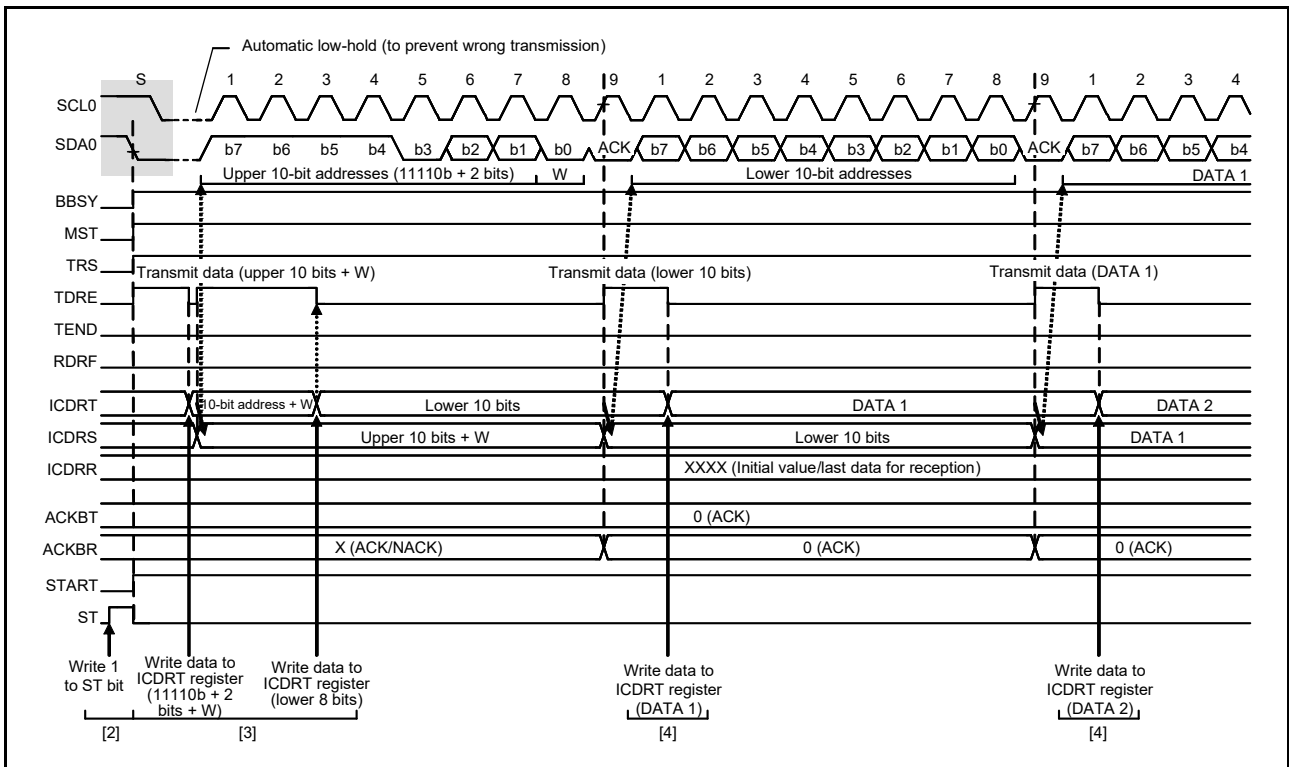 Automatic low-hold (to prevent wrong transmission)
S 1 2 3 4 5 6 7 8 9 1 2 3 4 5 6 7 8 9 1 2 3 4
SCL0
SDA0 b7 b6 b5 b4 b3 b2 b1 b0 ACK b7 b6 b5 b4 b3 b2 b1 b0 ACK b7 b6 b5 b4
Upper 10-bit addresses (11110b + 2 bits) W Lower 10-bit addresses DATA 1
BBSY
MST
TRS
Transmit data (upper 10 bits + W) Transmit data (lower 10 bits) Transmit data (DATA 1)
TDRE
TEND
RDRF
ICDRT 10-bit address + W Lower 10 bits DATA 1 DATA 2
ICDRS Upper 10 bits + W Lower 10 bits DATA 1
ICDRR XXXX (Initial value/last data for reception)
ACKBT 0 (ACK)
ACKBR X (ACK/NACK) 0 (ACK) 0 (ACK)
START
ST
Write 1
to ST bit
Write data to
ICDRT register
(11110b + 2
bits + W)
Write data to
ICDRT register
(lower 8 bits)
Write data to
ICDRT register
(DATA 1)
Write data to
ICDRT register
(DATA 2)
[2] [3] [4] [4]